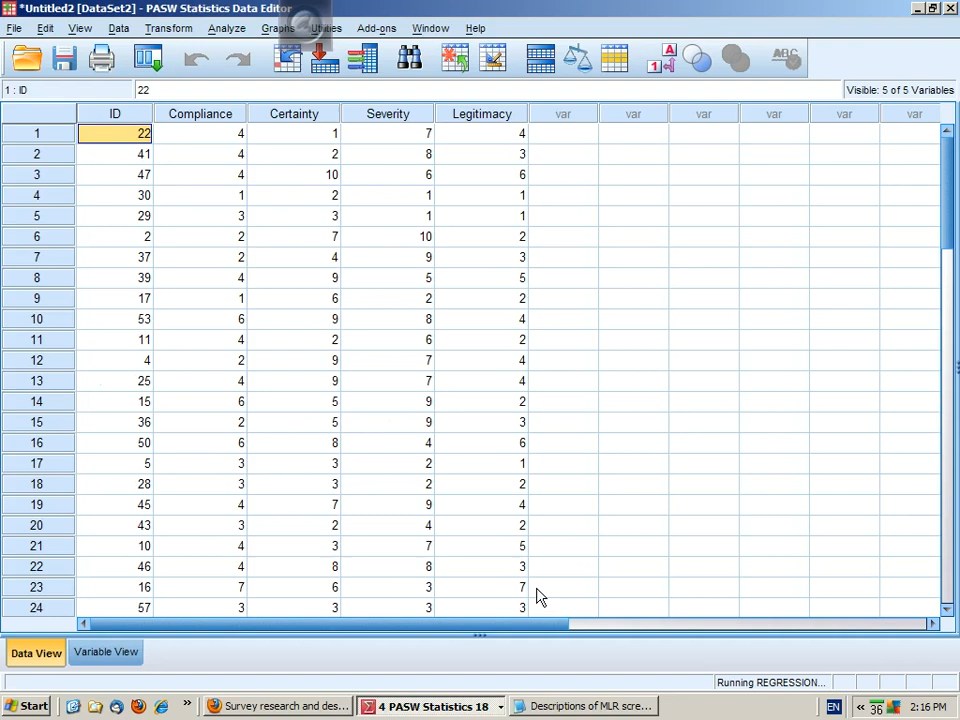 *Untitled2 [DataSet2] - PASW Statistics Data Editor
File Edit View Data Transform Analyze Graphs Utilities Add-ons Window Help
1 : ID 22 Visible: 5 of 5 Variables
ID Compliance Certainty Severity Legitimacy var var var var var var
1 22 4 1 7 4
2 41 4 2 8 3
3 47 4 10 6 6
4 30 1 2 1 1
5 29 3 3 1 1
6 2 2 7 10 2
7 37 2 4 9 3
8 39 4 9 5 5
9 17 1 6 2 2
10 53 6 9 8 4
11 11 4 2 6 2
12 4 2 9 7 4
13 25 4 9 7 4
14 15 6 5 9 2
15 36 2 5 9 3
16 50 6 8 4 6
17 5 3 3 2 1
18 28 3 3 2 2
19 45 4 7 9 4
20 43 3 2 4 2
21 10 4 3 7 5
22 46 4 8 8 3
23 16 7 6 3 7
24 57 3 3 3 3
Data View Variable View
Running REGRESSION...
Start Survey research and des... 4 PASW Statistics 18 Descriptions of MLR scre... EN 36 2:16 PM